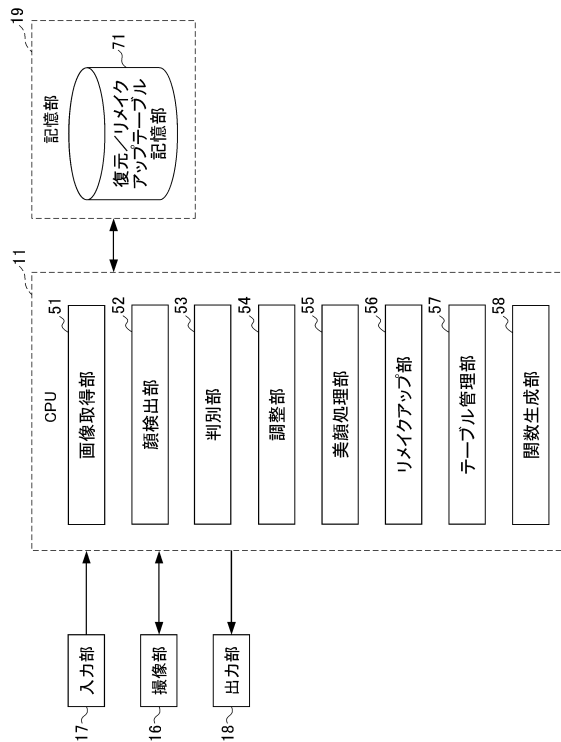 17
入力部
16
撮像部
18
出力部
11
CPU
51
画像取得部
52
顔検出部
53
判別部
54
調整部
55
美顔処理部
56
リメイクアップ部
57
テーブル管理部
58
関数生成部
19
記憶部
71
復元／リメイク
アップテーブル
記憶部